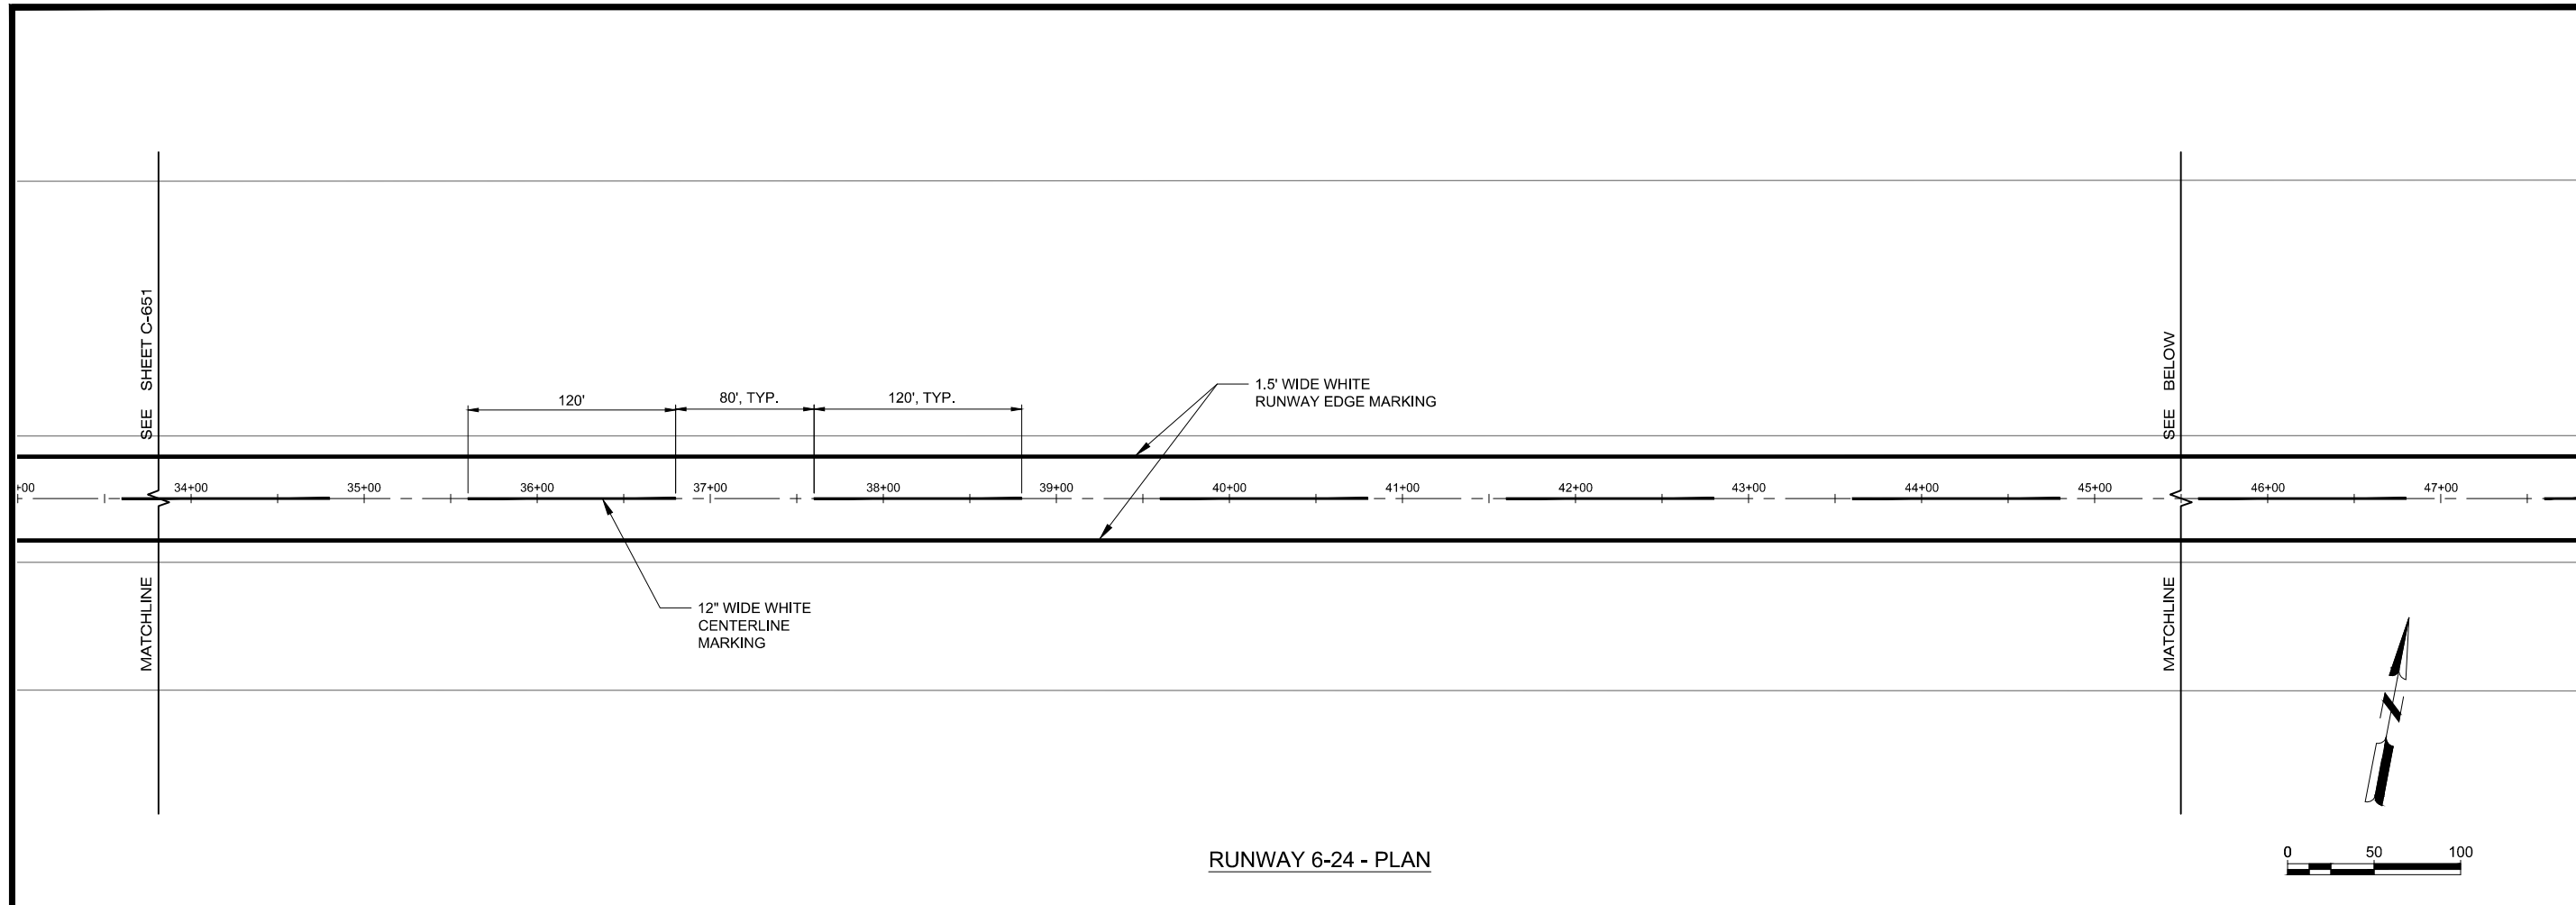 SEE SHEET C-651
MATCHLINE
120'
80', TYP.
120', TYP.
1.5' WIDE WHITE
RUNWAY EDGE MARKING
SEE BELOW
MATCHLINE
+00 34+00 35+00 36+00 37+00 38+00 39+00 40+00 41+00 42+00 43+00 44+00 45+00 46+00 47+00
12" WIDE WHITE
CENTERLINE
MARKING
N
RUNWAY 6-24 - PLAN
0 50 100